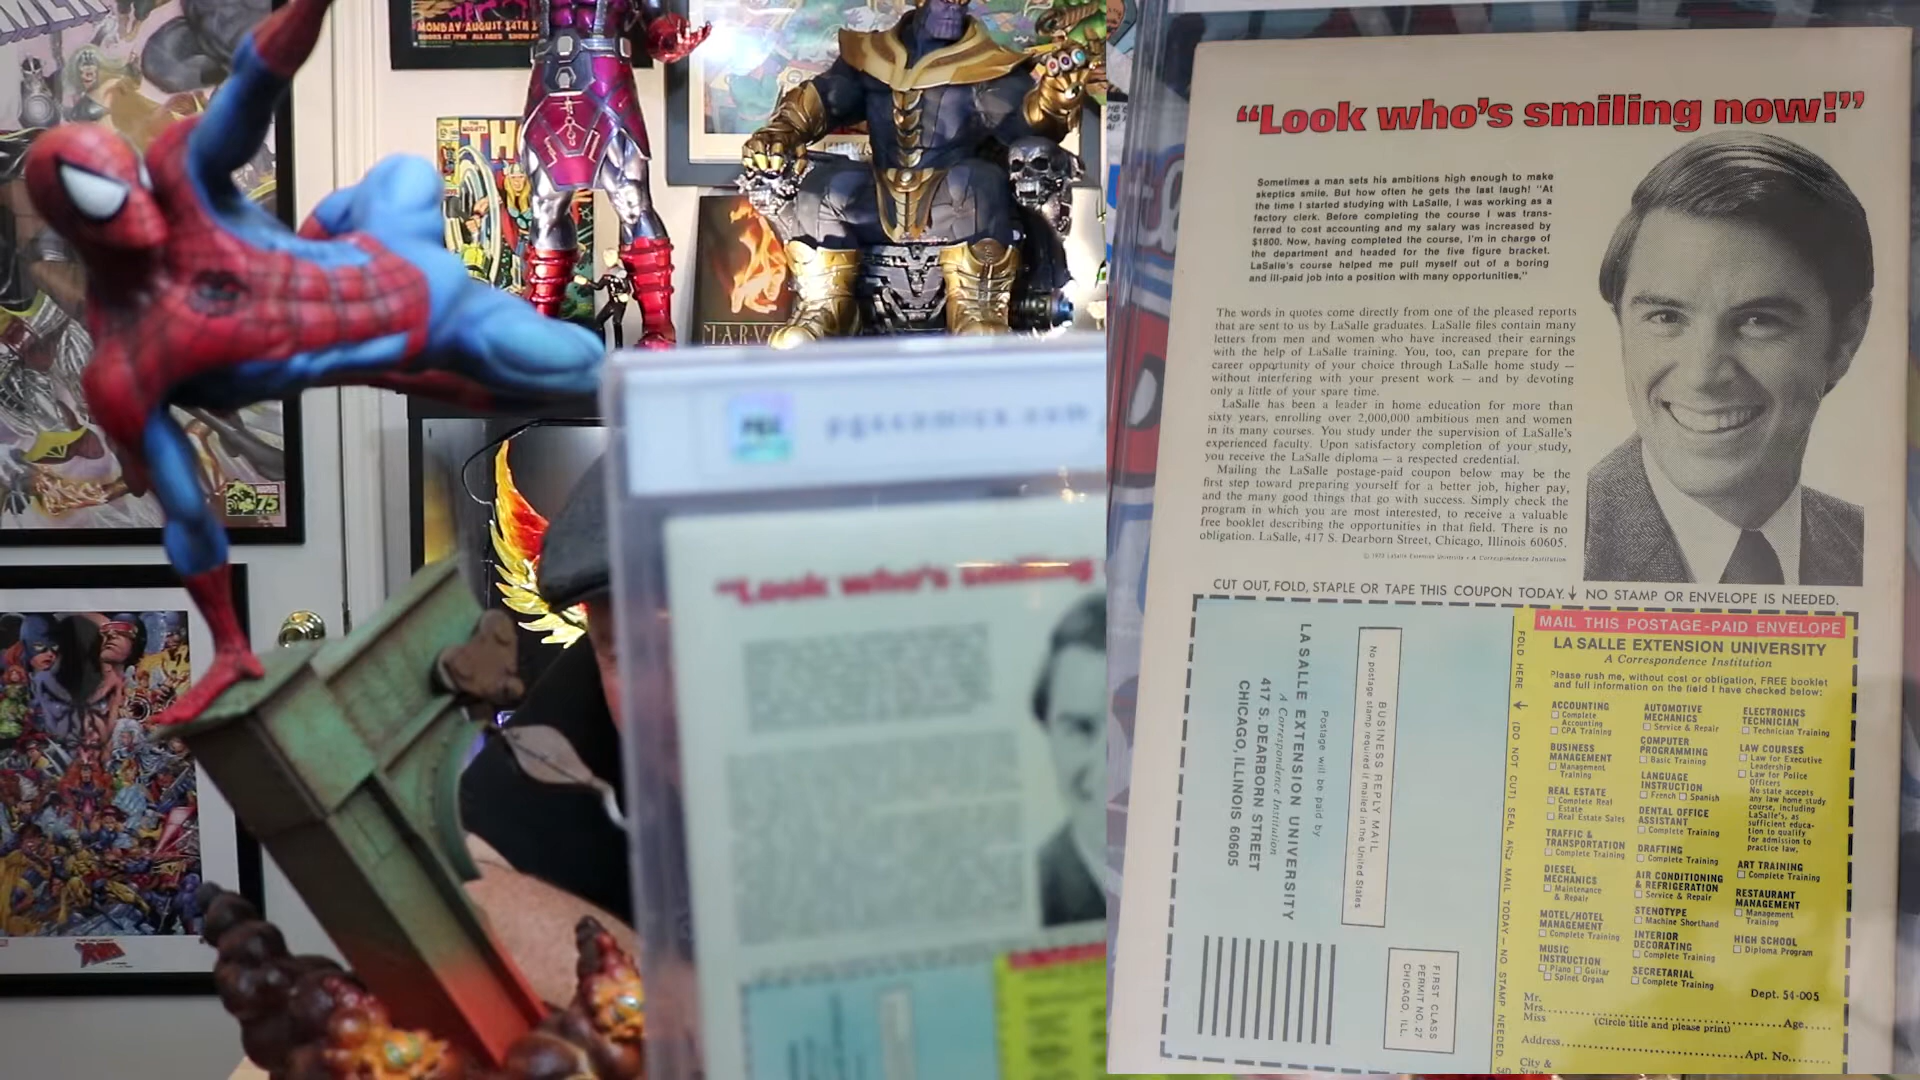 MONDAY AUGUST 14TH
THE MIGHTY
MARVE
75
pgxcomics.com
"Look who's smiling
"Look who's smiling now!"
Sometimes a man sets his ambitions high enough to make
skeptics smile. But how often he gets the last laugh! "At
the time I started studying with LaSalle, I was working as a
factory clerk. Before completing the course I was trans-
ferred to cost accounting and my salary was increased by
$1800. Now, having completed the course, I'm in charge of
the department and headed for the five figure bracket.
LaSalle's course helped me pull myself out of a boring
and ill-paid job into a position with many opportunities,"
The words in quotes come directly from one of the pleased reports
that are sent to us by LaSalle graduates. LaSalle files contain many
letters from men and women who have increased their earnings
with the help of LaSalle training. You, too, can prepare for the
career opportunity of your choice through LaSalle home study —
without interfering with your present work — and by devoting
only a little of your spare time.
LaSalle has been a leader in home education for more than
sixty years, enrolling over 2,000,000 ambitious men and women
in its many courses. You study under the supervision of LaSalle's
experienced faculty. Upon satisfactory completion of your study,
you receive the LaSalle diploma — a respected credential.
Mailing the LaSalle postage-paid coupon below may be the
first step toward preparing yourself for a better job, higher pay,
and the many good things that go with success. Simply check the
program in which you are most interested, to receive a valuable
free booklet describing the opportunities in that field. There is no
obligation. LaSalle, 417 S. Dearborn Street, Chicago, Illinois 60605.
LaSalle Extension University • A Correspondence Institution
CUT OUT, FOLD, STAPLE OR TAPE THIS COUPON TODAY. ↓ NO STAMP OR ENVELOPE IS NEEDED.
BUSINESS REPLY MAIL
No postage stamp required if mailed in the United States
Postage will be paid by
LA SALLE EXTENSION UNIVERSITY
A Correspondence Institution
417 S. DEARBORN STREET
CHICAGO, ILLINOIS 60605
FIRST CLASS
PERMIT NO. 27
CHICAGO, ILL.
FOLD HERE ↓ (DO NOT CUT) SEAL AND MAIL TODAY — NO STAMP NEEDED.
MAIL THIS POSTAGE-PAID ENVELOPE
LA SALLE EXTENSION UNIVERSITY
A Correspondence Institution
Please rush me, without cost or obligation, FREE booklet
and full information on the field I have checked below:
ACCOUNTING
Complete
Accounting
CPA Training
BUSINESS
MANAGEMENT
Management
Training
REAL ESTATE
Complete Real
Estate
Real Estate Sales
TRAFFIC &
TRANSPORTATION
Complete Training
DIESEL
MECHANICS
Maintenance
& Repair
MOTEL/HOTEL
MANAGEMENT
Complete Training
MUSIC
INSTRUCTION
Piano Guitar
Spinet Organ
AUTOMOTIVE
MECHANICS
Service & Repair
COMPUTER
PROGRAMMING
Basic Training
LANGUAGE
INSTRUCTION
French Spanish
DENTAL OFFICE
ASSISTANT
Complete Training
DRAFTING
Complete Training
AIR CONDITIONING
& REFRIGERATION
Service & Repair
STENOTYPE
Machine Shorthand
INTERIOR
DECORATING
Complete Training
SECRETARIAL
Complete Training
ELECTRONICS
TECHNICIAN
Technician Training
LAW COURSES
Law for Executive
Leadership
Law for Police
Officers
No state accepts
any law home study
course, including
LaSalle's, as
sufficient educa-
tion to qualify
for admission to
practice law.
ART TRAINING
Complete Training
RESTAURANT
MANAGEMENT
Management
Training
HIGH SCHOOL
Diploma Program
Dept. 54-005
Mr.
Mrs.
Miss
Age
(Circle title and please print)
Address
Apt. No.
City &
State